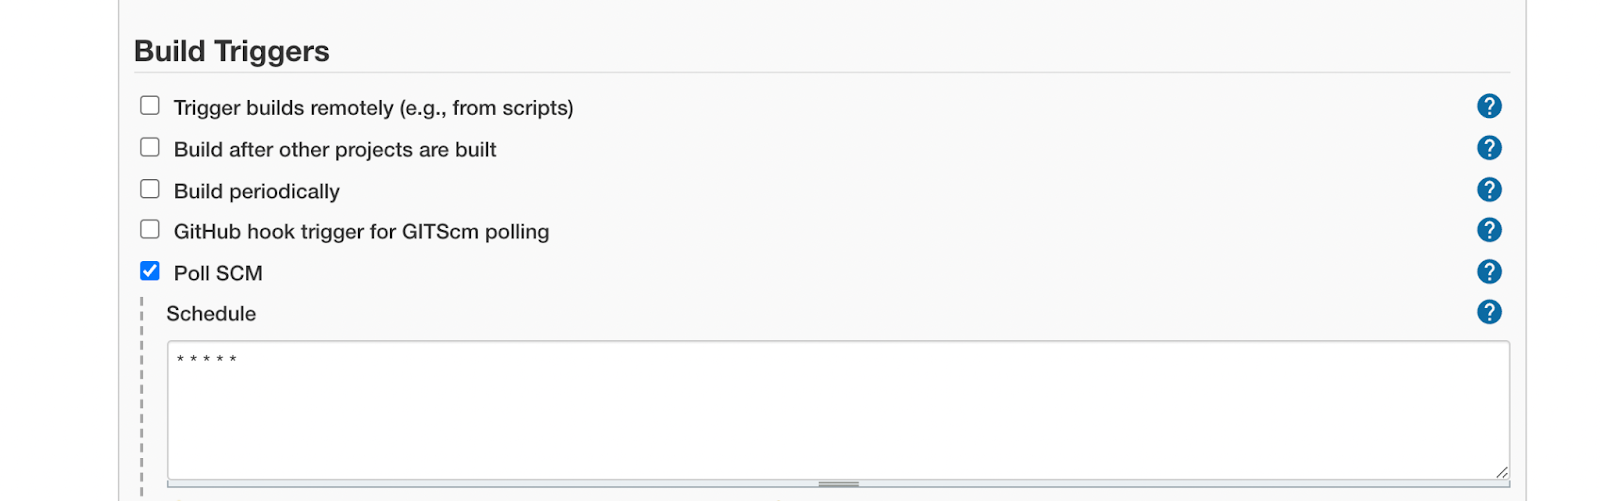 Build Triggers
Trigger builds remotely (e.g., from scripts)
?
Build after other projects are built
?
Build periodically
?
GitHub hook trigger for GITScm polling
?
Poll SCM
?
Schedule
?
* * * * *